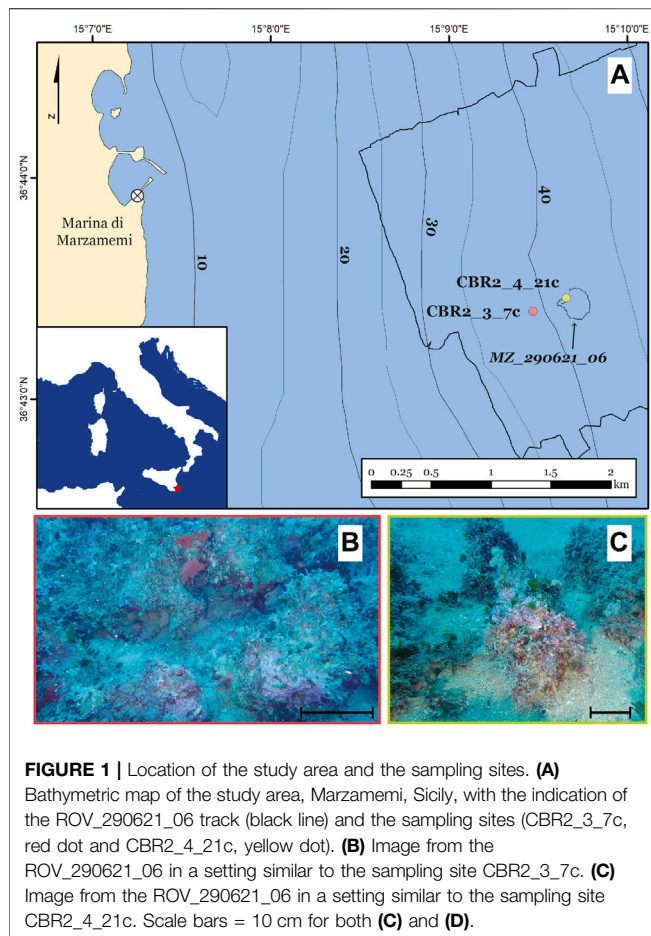 15°7'0"E
15°8'0"E
15°9'0"E
15°10'0"E
A
z
36°44'0"N
Marina di
Marzamemi
10
20
30
40
CBR2_4_21c
CBR2_3_7c
MZ_290621_06
36°43'0"N
0 0.25 0.5 1 1.5 2
km
B
C
FIGURE 1 | Location of the study area and the sampling sites. (A)
Bathymetric map of the study area, Marzamemi, Sicily, with the indication of
the ROV_290621_06 track (black line) and the sampling sites (CBR2_3_7c,
red dot and CBR2_4_21c, yellow dot). (B) Image from the
ROV_290621_06 in a setting similar to the sampling site CBR2_3_7c. (C)
Image from the ROV_290621_06 in a setting similar to the sampling site
CBR2_4_21c. Scale bars = 10 cm for both (C) and (D).